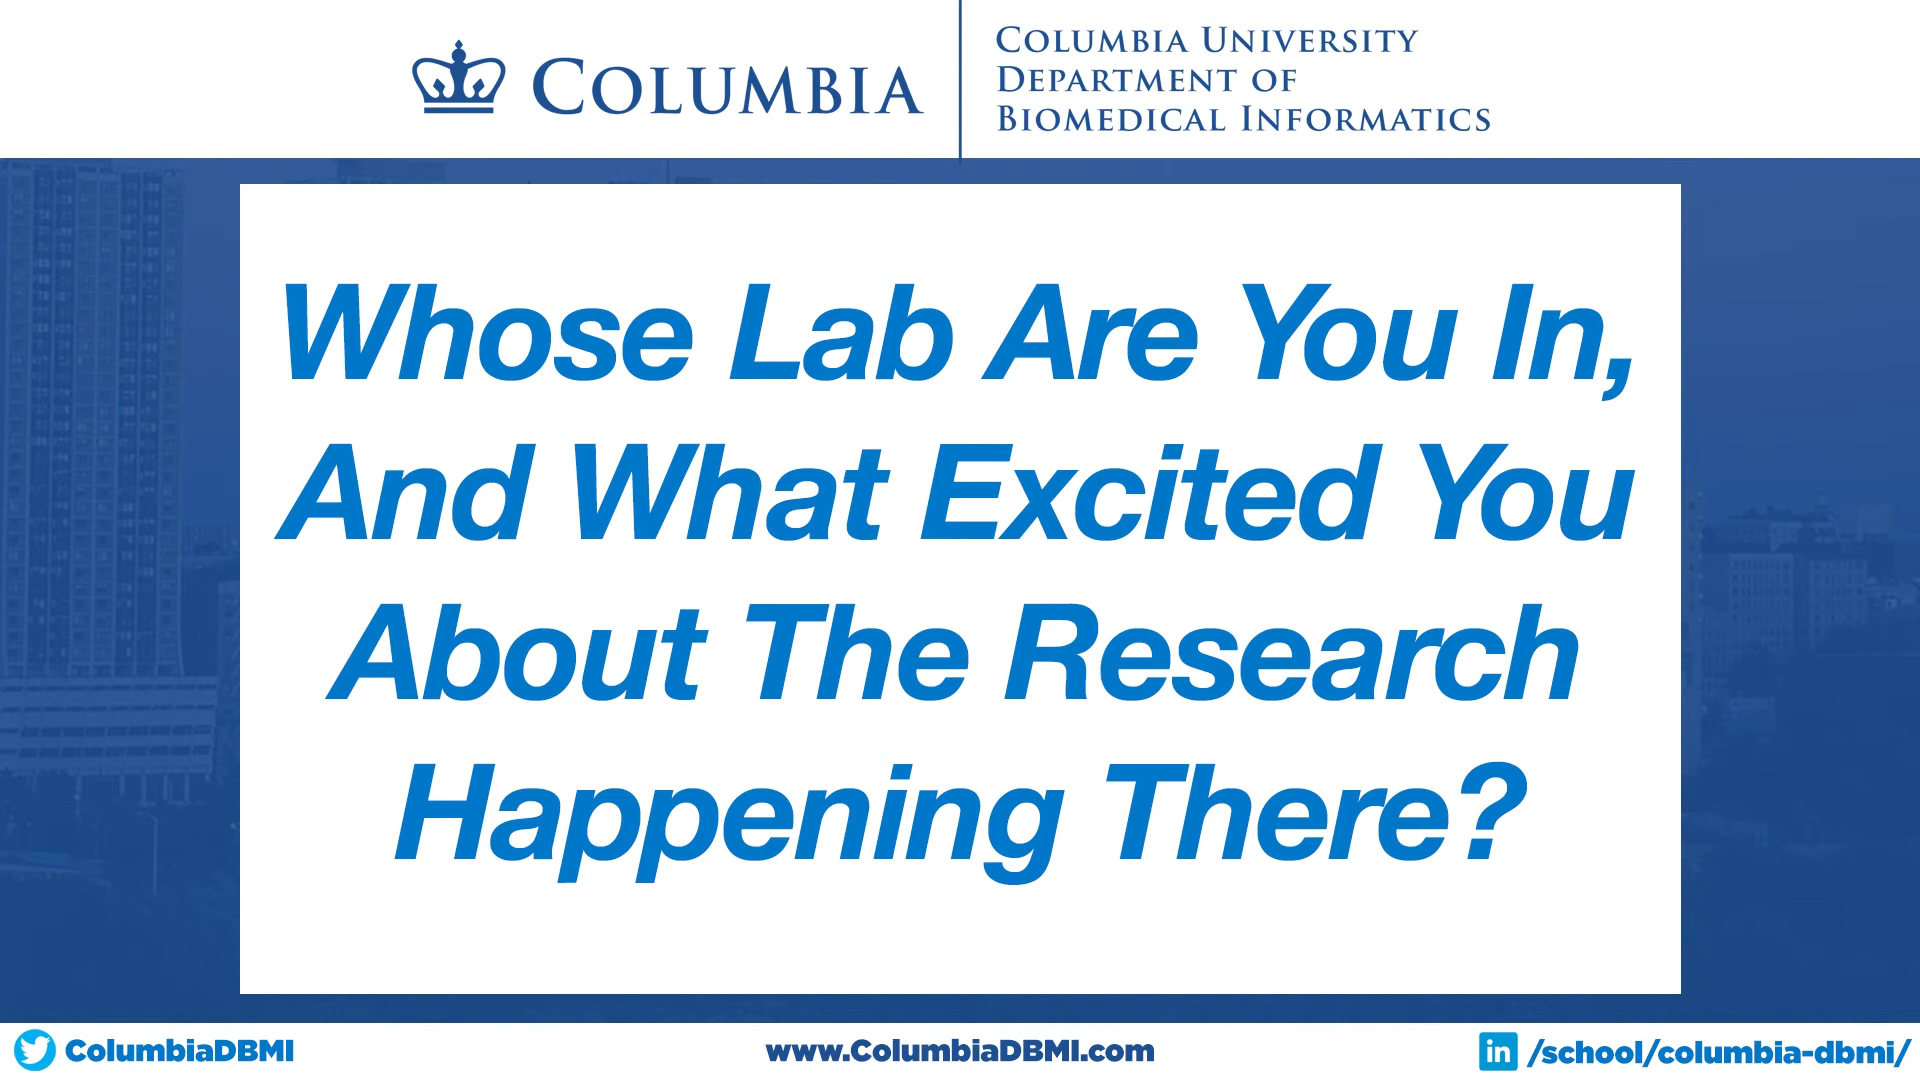 COLUMBIA
COLUMBIA UNIVERSITY
DEPARTMENT OF
BIOMEDICAL INFORMATICS
Whose Lab Are You In,
And What Excited You
About The Research
Happening There?
ColumbiaDBMI
www.ColumbiaDBMI.com
in /school/columbia-dbmi/